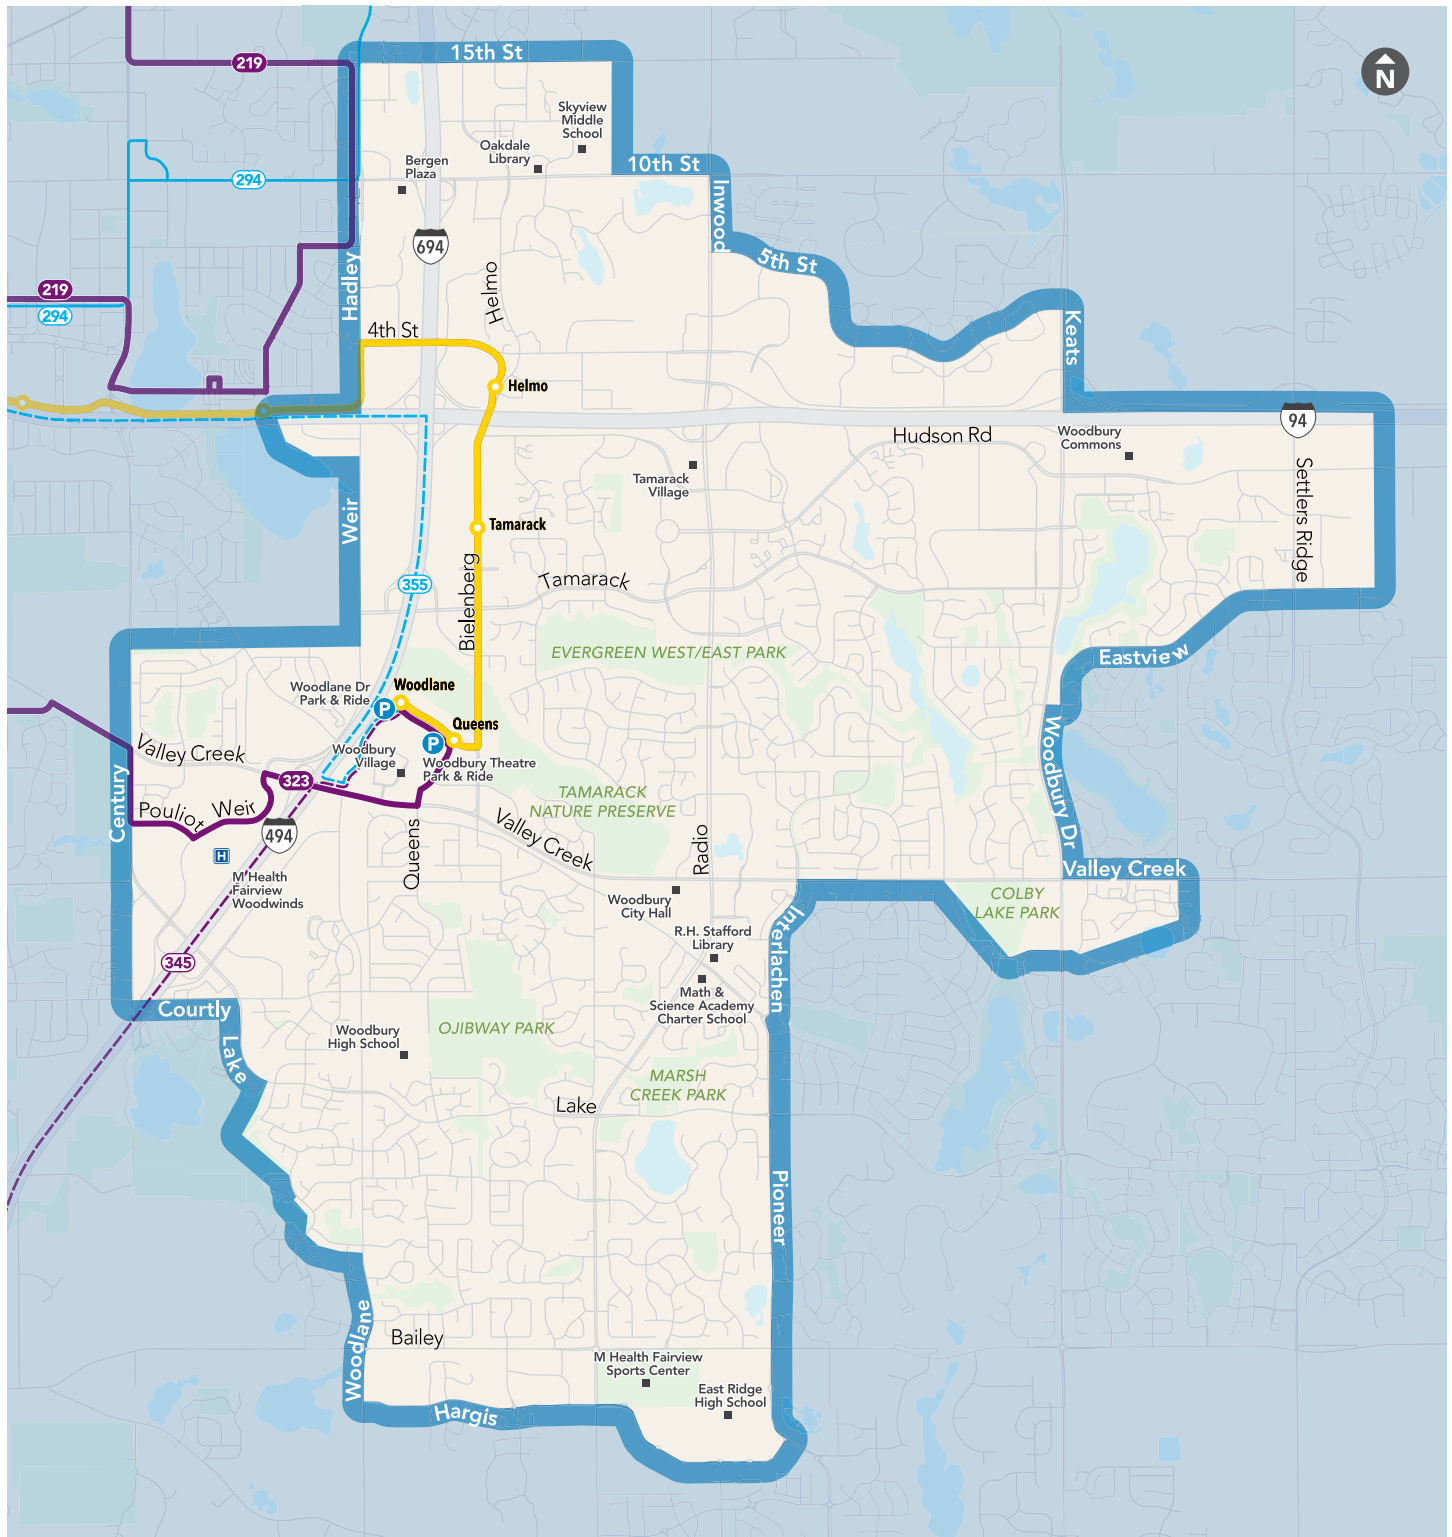 15th St
219
N
Skyview
Middle
School
Oakdale
Library
Bergen
Plaza
10th St
294
Inwood
694
5th St
Hadley
Helmo
219
294
4th St
Keats
Helmo
94
Hudson Rd
Woodbury
Commons
Tamarack
Village
Settlers Ridge
Weir
Tamarack
355
Bielenberg
Tamarack
EVERGREEN WEST/EAST PARK
Eastview
Woodlane Dr
Park & Ride
Woodlane
P
Queens
P
Woodbury
Village
Woodbury Theatre
Park & Ride
Valley Creek
Woodbury Dr
323
Century
Pouliot
Weir
494
TAMARACK
NATURE PRESERVE
Valley Creek
Queens
Radio
H
M Health
Fairview
Woodwinds
Valley Creek
COLBY
LAKE PARK
Woodbury
City Hall
Interlachen
R.H. Stafford
Library
345
Math &
Science Academy
Charter School
Courtly
Lake
Woodbury
High School
OJIBWAY PARK
MARSH
CREEK PARK
Lake
Pioneer
Woodlane
Bailey
M Health Fairview
Sports Center
East Ridge
High School
Hargis